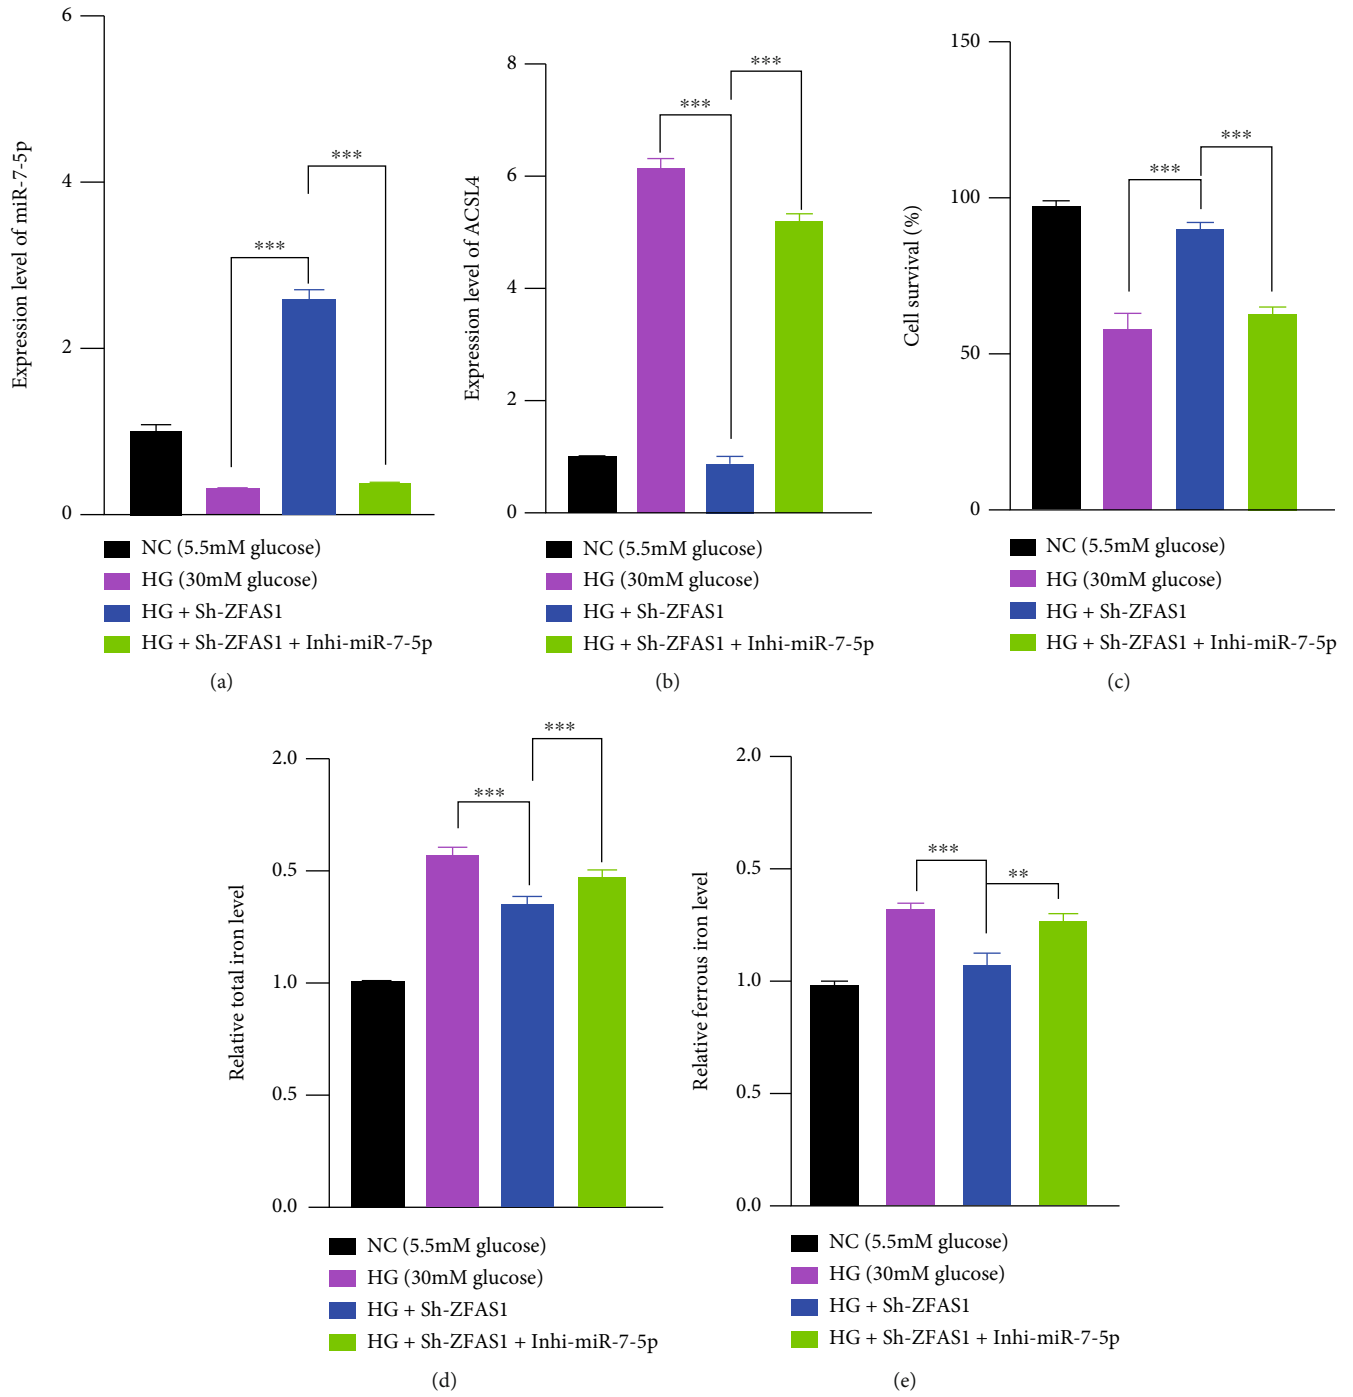 Expression level of miR-7-5p
6
4
2
0
***
***
NC (5.5mM glucose)
HG (30mM glucose)
HG + Sh-ZFAS1
HG + Sh-ZFAS1 + Inhi-miR-7-5p
(a)
Expression level of ACSL4
8
6
4
2
0
***
***
NC (5.5mM glucose)
HG (30mM glucose)
HG + Sh-ZFAS1
HG + Sh-ZFAS1 + Inhi-miR-7-5p
(b)
Cell survival (%)
150
100
50
0
***
***
NC (5.5mM glucose)
HG (30mM glucose)
HG + Sh-ZFAS1
HG + Sh-ZFAS1 + Inhi-miR-7-5p
(c)
Relative total iron level
2.0
0.5
1.0
0.5
0.0
***
***
NC (5.5mM glucose)
HG (30mM glucose)
HG + Sh-ZFAS1
HG + Sh-ZFAS1 + Inhi-miR-7-5p
(d)
Relative ferrous iron level
2.0
0.5
1.0
0.5
0.0
***
**
NC (5.5mM glucose)
HG (30mM glucose)
HG + Sh-ZFAS1
HG + Sh-ZFAS1 + Inhi-miR-7-5p
(e)